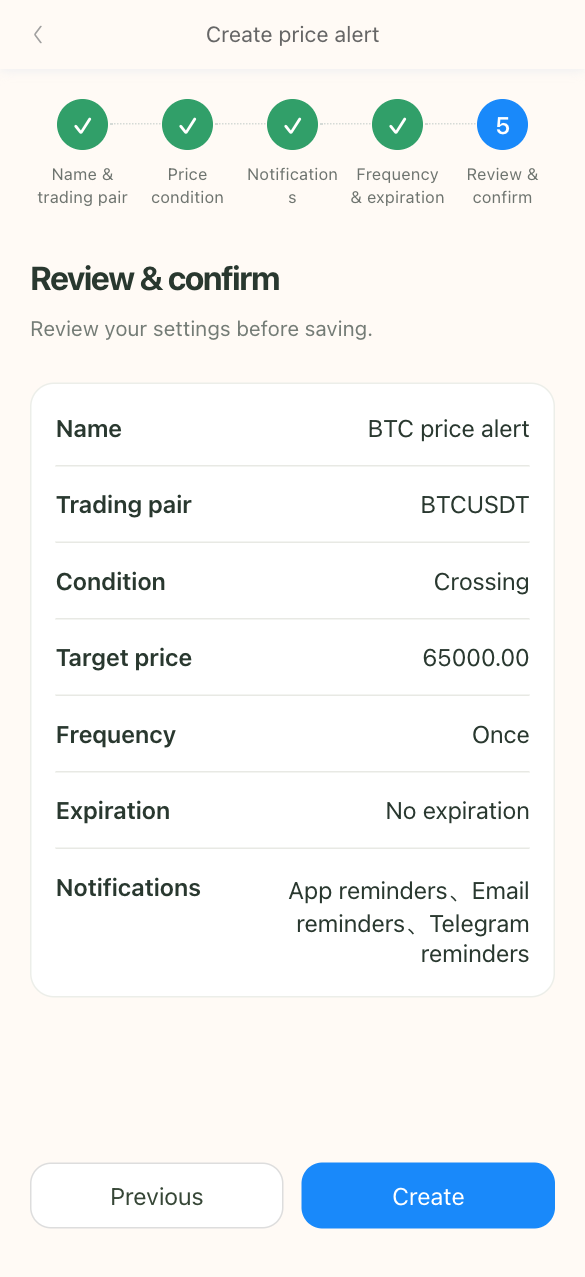 Create price alert
5
Name &
trading pair
Price
condition
Notification
s
Frequency
& expiration
Review &
confirm
Review & confirm
Review your settings before saving.
Name
BTC price alert
Trading pair
BTCUSDT
Condition
Crossing
Target price
65000.00
Frequency
Once
Expiration
No expiration
Notifications
App reminders、Email
reminders、Telegram
reminders
Previous
Create